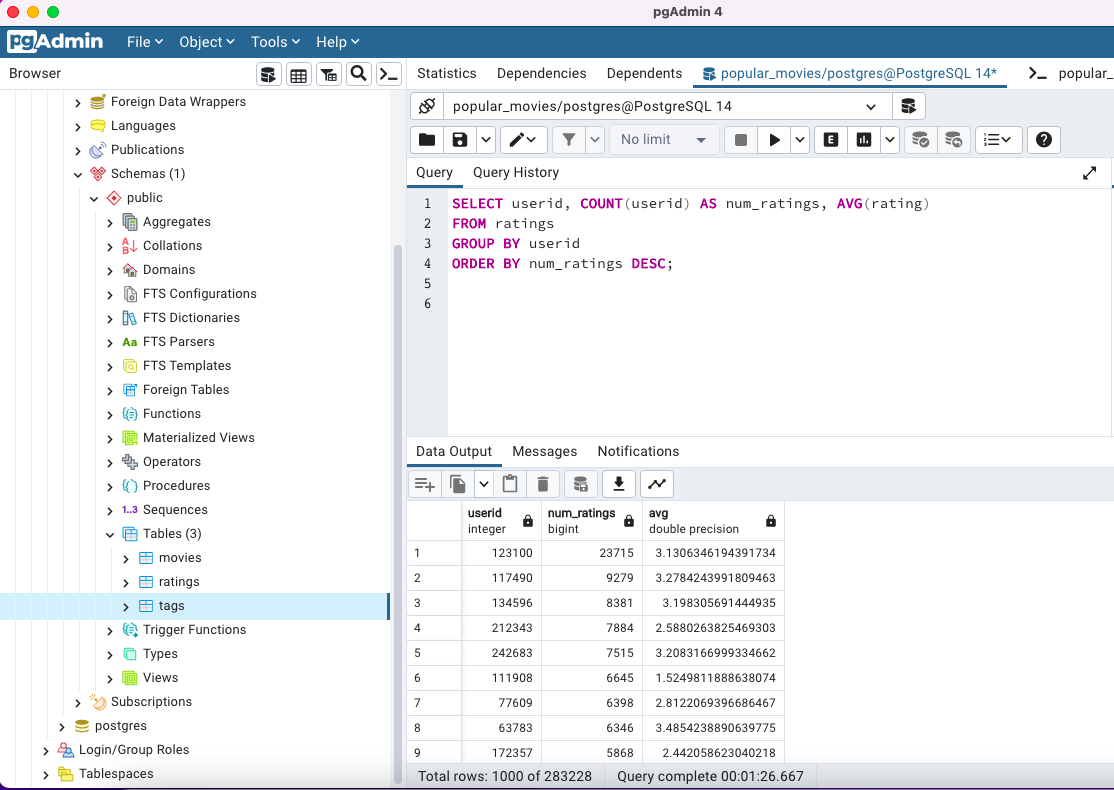 pgAdmin 4
pgAdmin File Object Tools Help
Browser
Statistics Dependencies Dependents popular_movies/postgres@PostgreSQL 14* popular_
Foreign Data Wrappers
Languages
Publications
Schemas (1)
public
Aggregates
Collations
Domains
FTS Configurations
FTS Dictionaries
Aa FTS Parsers
FTS Templates
Foreign Tables
Functions
Materialized Views
Operators
Procedures
1..3 Sequences
Tables (3)
movies
ratings
tags
Trigger Functions
Types
Views
Subscriptions
postgres
Login/Group Roles
Tablespaces
popular_movies/postgres@PostgreSQL 14
No limit E
Query Query History
1 SELECT userid, COUNT(userid) AS num_ratings, AVG(rating)
2 FROM ratings
3 GROUP BY userid
4 ORDER BY num_ratings DESC;
5
6
Data Output Messages Notifications
userid num_ratings avg
integer bigint double precision
1 123100 23715 3.1306346194391734
2 117490 9279 3.2784243991809463
3 134596 8381 3.198305691444935
4 212343 7884 2.5880263825469303
5 242683 7515 3.2083166999334662
6 111908 6645 1.5249811888638074
7 77609 6398 2.8122069396686467
8 63783 6346 3.4854238890639775
9 172357 5868 2.442058623040218
Total rows: 1000 of 283228 Query complete 00:01:26.667